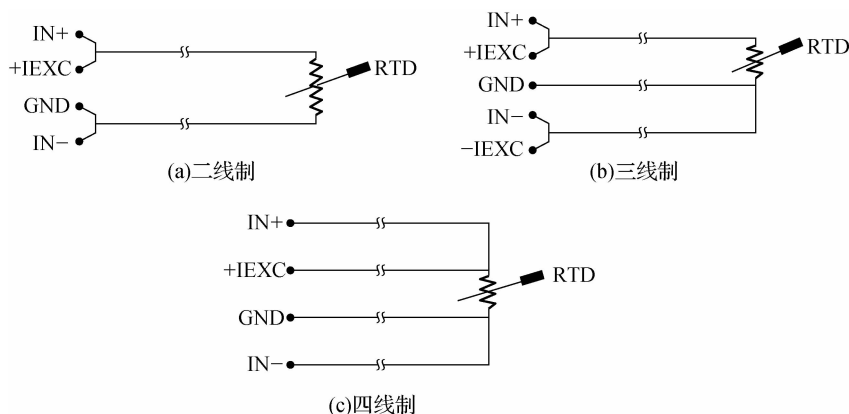 IN+
+IEXC
GND
IN−
RTD
(a)二线制
IN+
+IEXC
GND
IN−
−IEXC
RTD
(b)三线制
IN+
+IEXC
GND
IN−
RTD
(c)四线制